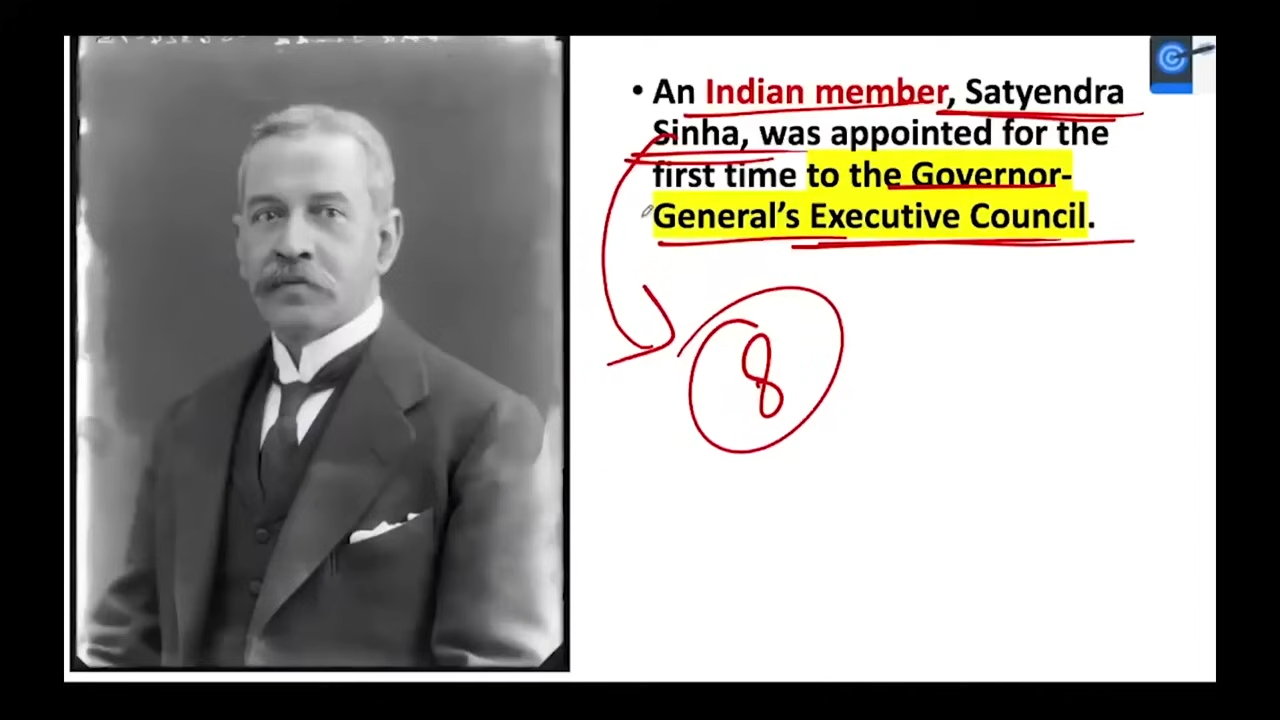 • An Indian member, Satyendra
Sinha, was appointed for the
first time to the Governor-
General’s Executive Council.
8